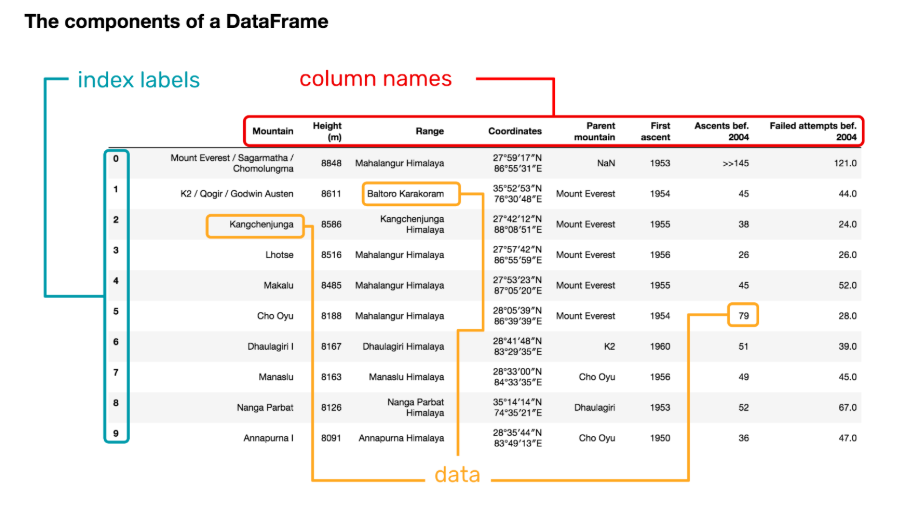 The components of a DataFrame
index labels
column names
Mountain Height (m) Range Coordinates Parent mountain First ascent Ascents bef. 2004 Failed attempts bef. 2004
0 Mount Everest / Sagarmatha / Chomolungma 8848 Mahalangur Himalaya 27°59′17″N 86°55′31″E NaN 1953 >>145 121.0
1 K2 / Qogir / Godwin Austen 8611 Baltoro Karakoram 35°52′53″N 76°30′48″E Mount Everest 1954 45 44.0
2 Kangchenjunga 8586 Kangchenjunga Himalaya 27°42′12″N 88°08′51″E Mount Everest 1955 38 24.0
3 Lhotse 8516 Mahalangur Himalaya 27°57′42″N 86°55′59″E Mount Everest 1956 26 26.0
4 Makalu 8485 Mahalangur Himalaya 27°53′23″N 87°05′20″E Mount Everest 1955 45 52.0
5 Cho Oyu 8188 Mahalangur Himalaya 28°05′39″N 86°39′39″E Mount Everest 1954 79 28.0
6 Dhaulagiri I 8167 Dhaulagiri Himalaya 28°41′48″N 83°29′35″E K2 1960 51 39.0
7 Manaslu 8163 Manaslu Himalaya 28°33′00″N 84°33′35″E Cho Oyu 1956 49 45.0
8 Nanga Parbat 8126 Nanga Parbat Himalaya 35°14′14″N 74°35′21″E Dhaulagiri 1953 52 67.0
9 Annapurna I 8091 Annapurna Himalaya 28°35′44″N 83°49′13″E Cho Oyu 1950 36 47.0
data